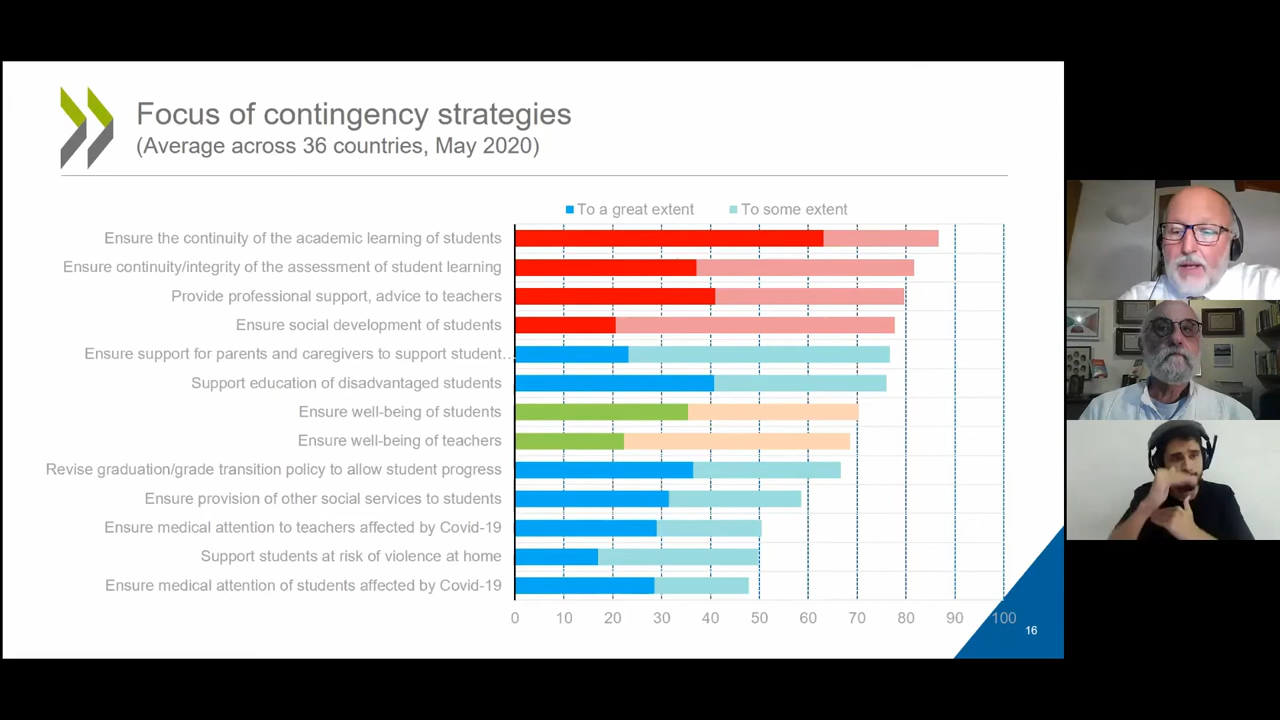 Focus of contingency strategies
(Average across 36 countries, May 2020)
To a great extent To some extent
Ensure the continuity of the academic learning of students
Ensure continuity/integrity of the assessment of student learning
Provide professional support, advice to teachers
Ensure social development of students
Ensure support for parents and caregivers to support student…
Support education of disadvantaged students
Ensure well-being of students
Ensure well-being of teachers
Revise graduation/grade transition policy to allow student progress
Ensure provision of other social services to students
Ensure medical attention to teachers affected by Covid-19
Support students at risk of violence at home
Ensure medical attention of students affected by Covid-19
0 10 20 30 40 50 60 70 80 90 100
16